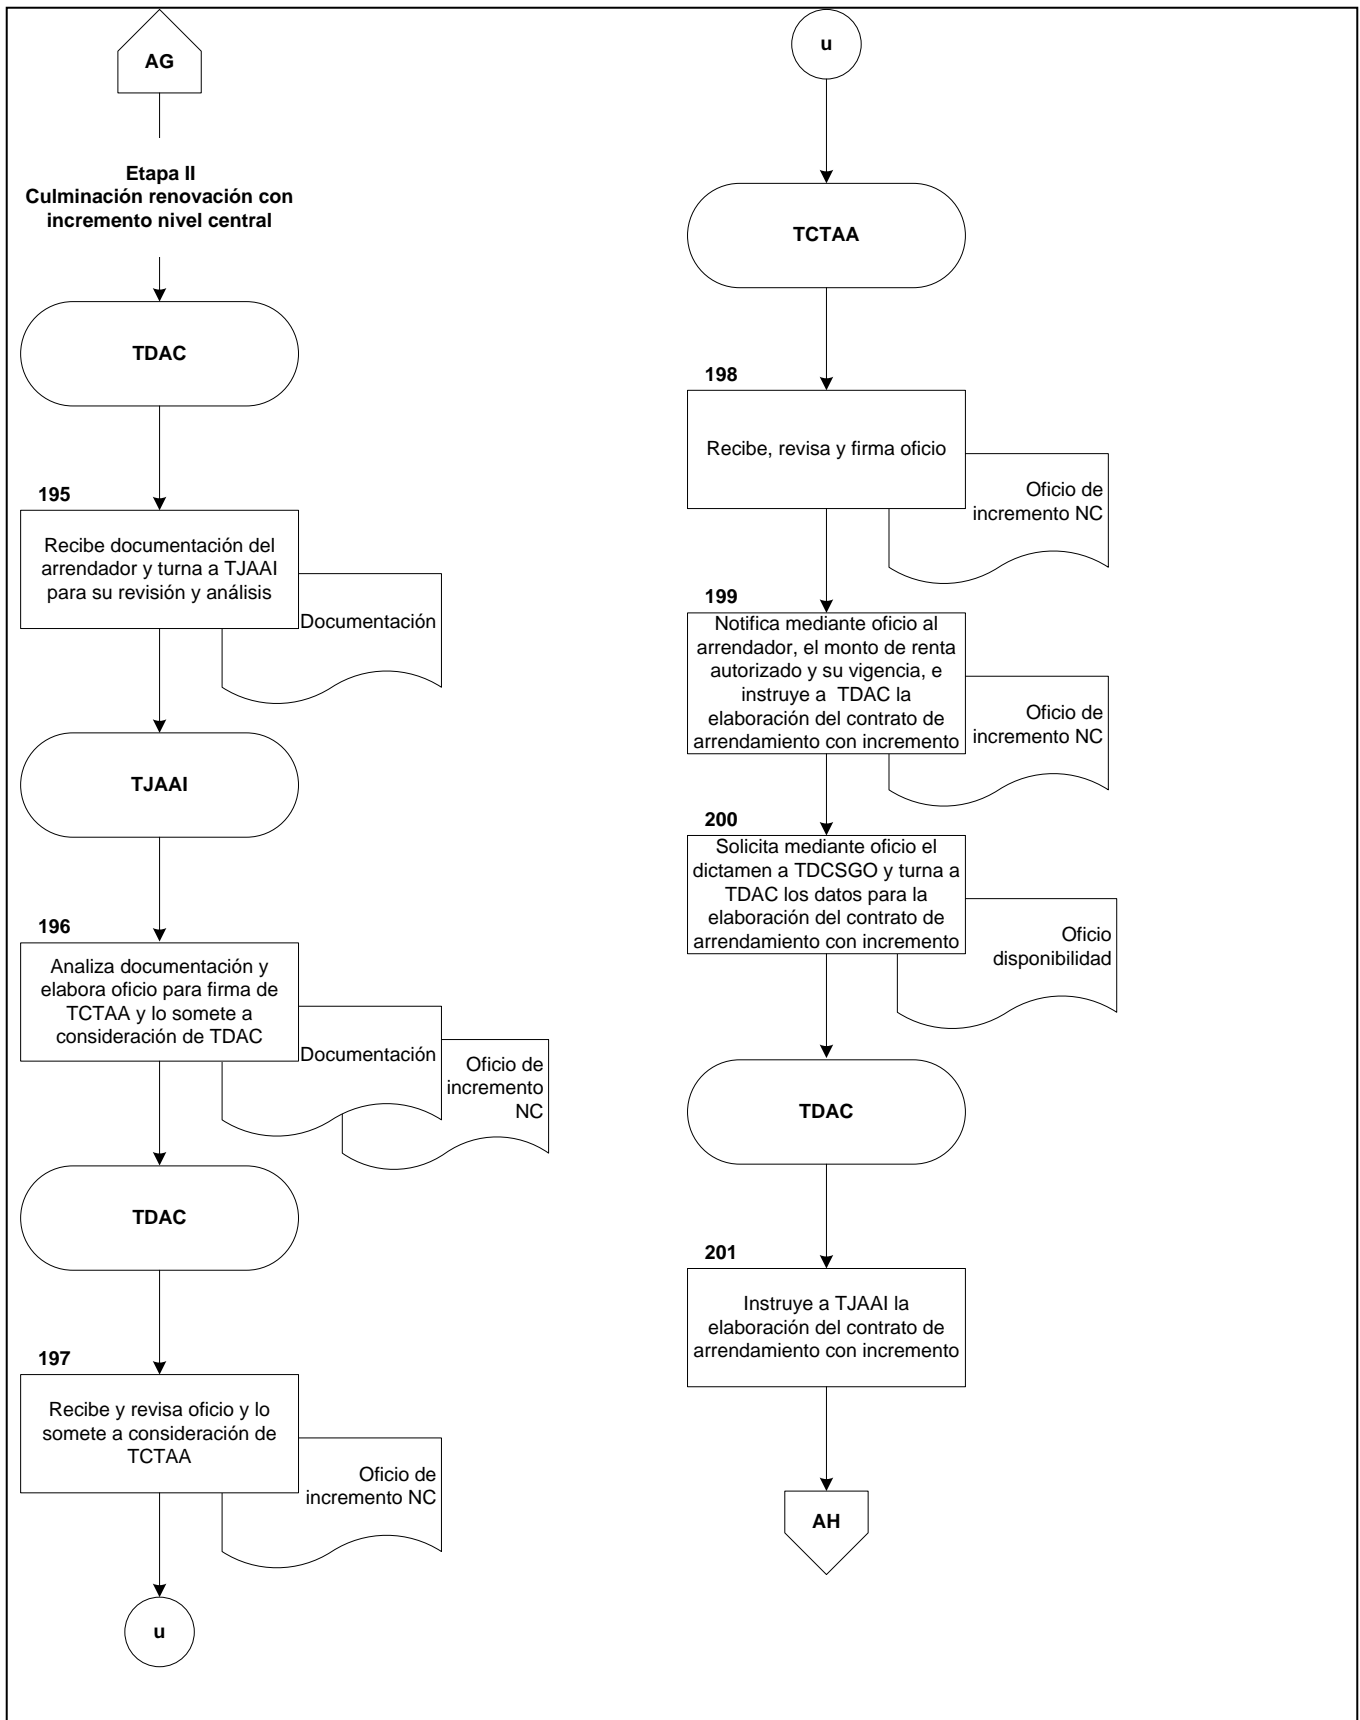 AG
Etapa II
Culminación renovación con
incremento nivel central
TDAC
195
Recibe documentación del
arrendador y turna a TJAAI
para su revisión y análisis
Documentación
TJAAI
196
Analiza documentación y
elabora oficio para firma de
TCTAA y lo somete a
consideración de TDAC
Documentación
Oficio de
incremento
NC
TDAC
197
Recibe y revisa oficio y lo
somete a consideración de
TCTAA
Oficio de
incremento NC
u
u
TCTAA
198
Recibe, revisa y firma oficio
Oficio de
incremento NC
199
Notifica mediante oficio al
arrendador, el monto de renta
autorizado y su vigencia, e
instruye a TDAC la
elaboración del contrato de
arrendamiento con incremento
Oficio de
incremento NC
200
Solicita mediante oficio el
dictamen a TDCSGO y turna a
TDAC los datos para la
elaboración del contrato de
arrendamiento con incremento
Oficio
disponibilidad
TDAC
201
Instruye a TJAAI la
elaboración del contrato de
arrendamiento con incremento
AH